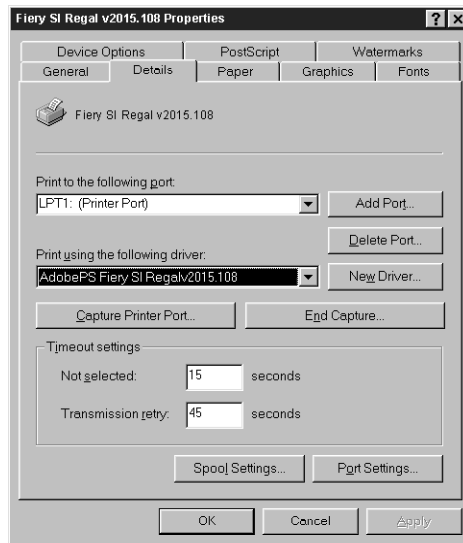 Fiery SI Regal v2015.108 Properties
Device Options PostScript Watermarks
General Details Paper Graphics Fonts
Fiery SI Regal v2015.108
Print to the following port:
LPT1: (Printer Port)
Add Port...
Delete Port...
Print using the following driver:
AdobePS Fiery SI Regalv2015.108
New Driver...
Capture Printer Port...
End Capture...
Timeout settings
Not selected: 15 seconds
Transmission retry: 45 seconds
Spool Settings... Port Settings...
OK Cancel Apply